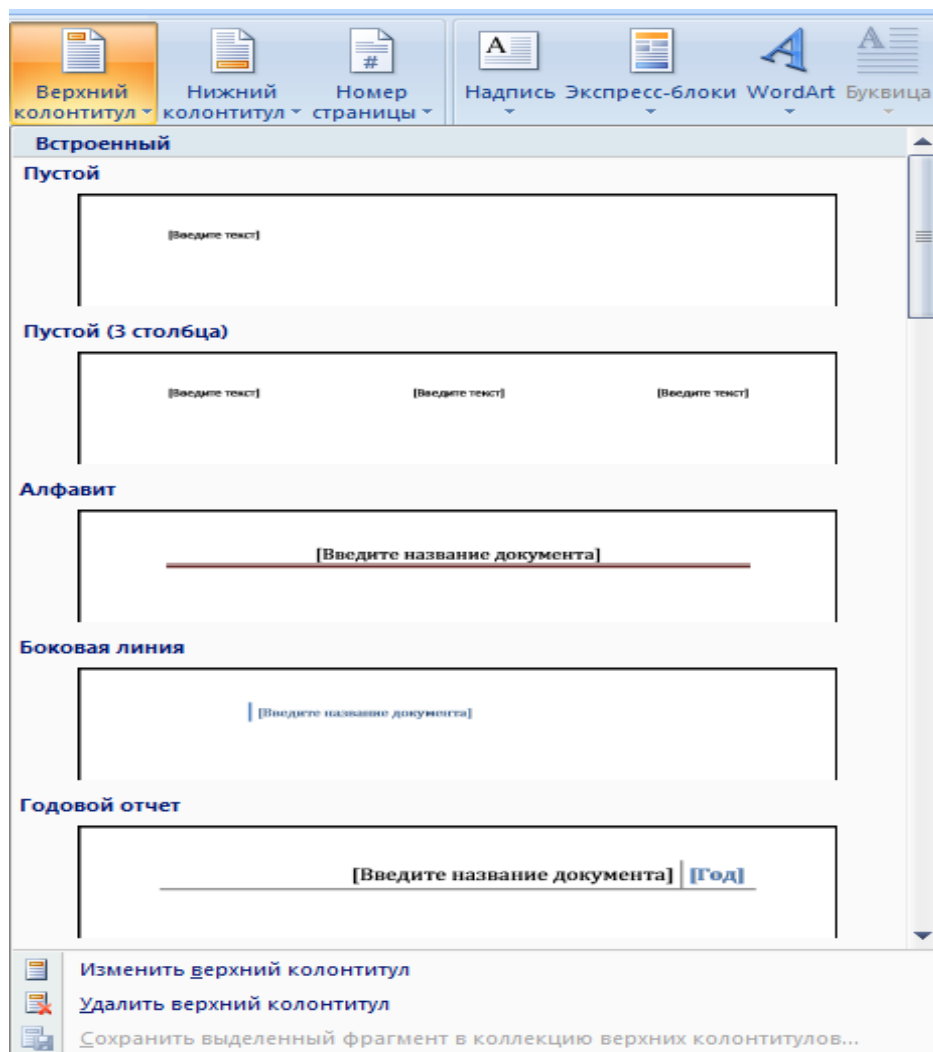 Верхний колонтитул
Нижний колонтитул
Номер страницы
Надпись
Экспресс-блоки
WordArt
Буквица
Встроенный
Пустой
[Введите текст]
Пустой (3 столбца)
[Введите текст] [Введите текст] [Введите текст]
Алфавит
[Введите название документа]
Боковая линия
[Введите название документа]
Годовой отчет
[Введите название документа] [Год]
Изменить верхний колонтитул
Удалить верхний колонтитул
Сохранить выделенный фрагмент в коллекцию верхних колонтитулов...